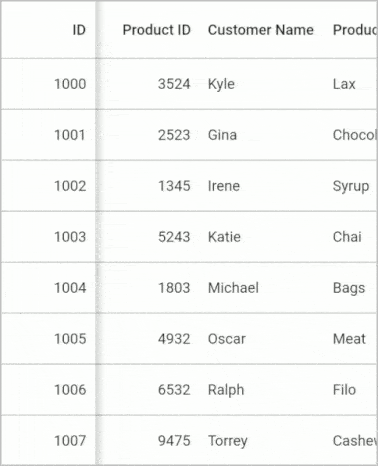 ID Product ID Customer Name Produc
1000 3524 Kyle Lax
1001 2523 Gina Chocol
1002 1345 Irene Syrup
1003 5243 Katie Chai
1004 1803 Michael Bags
1005 4932 Oscar Meat
1006 6532 Ralph Filo
1007 9475 Torrey Cashew